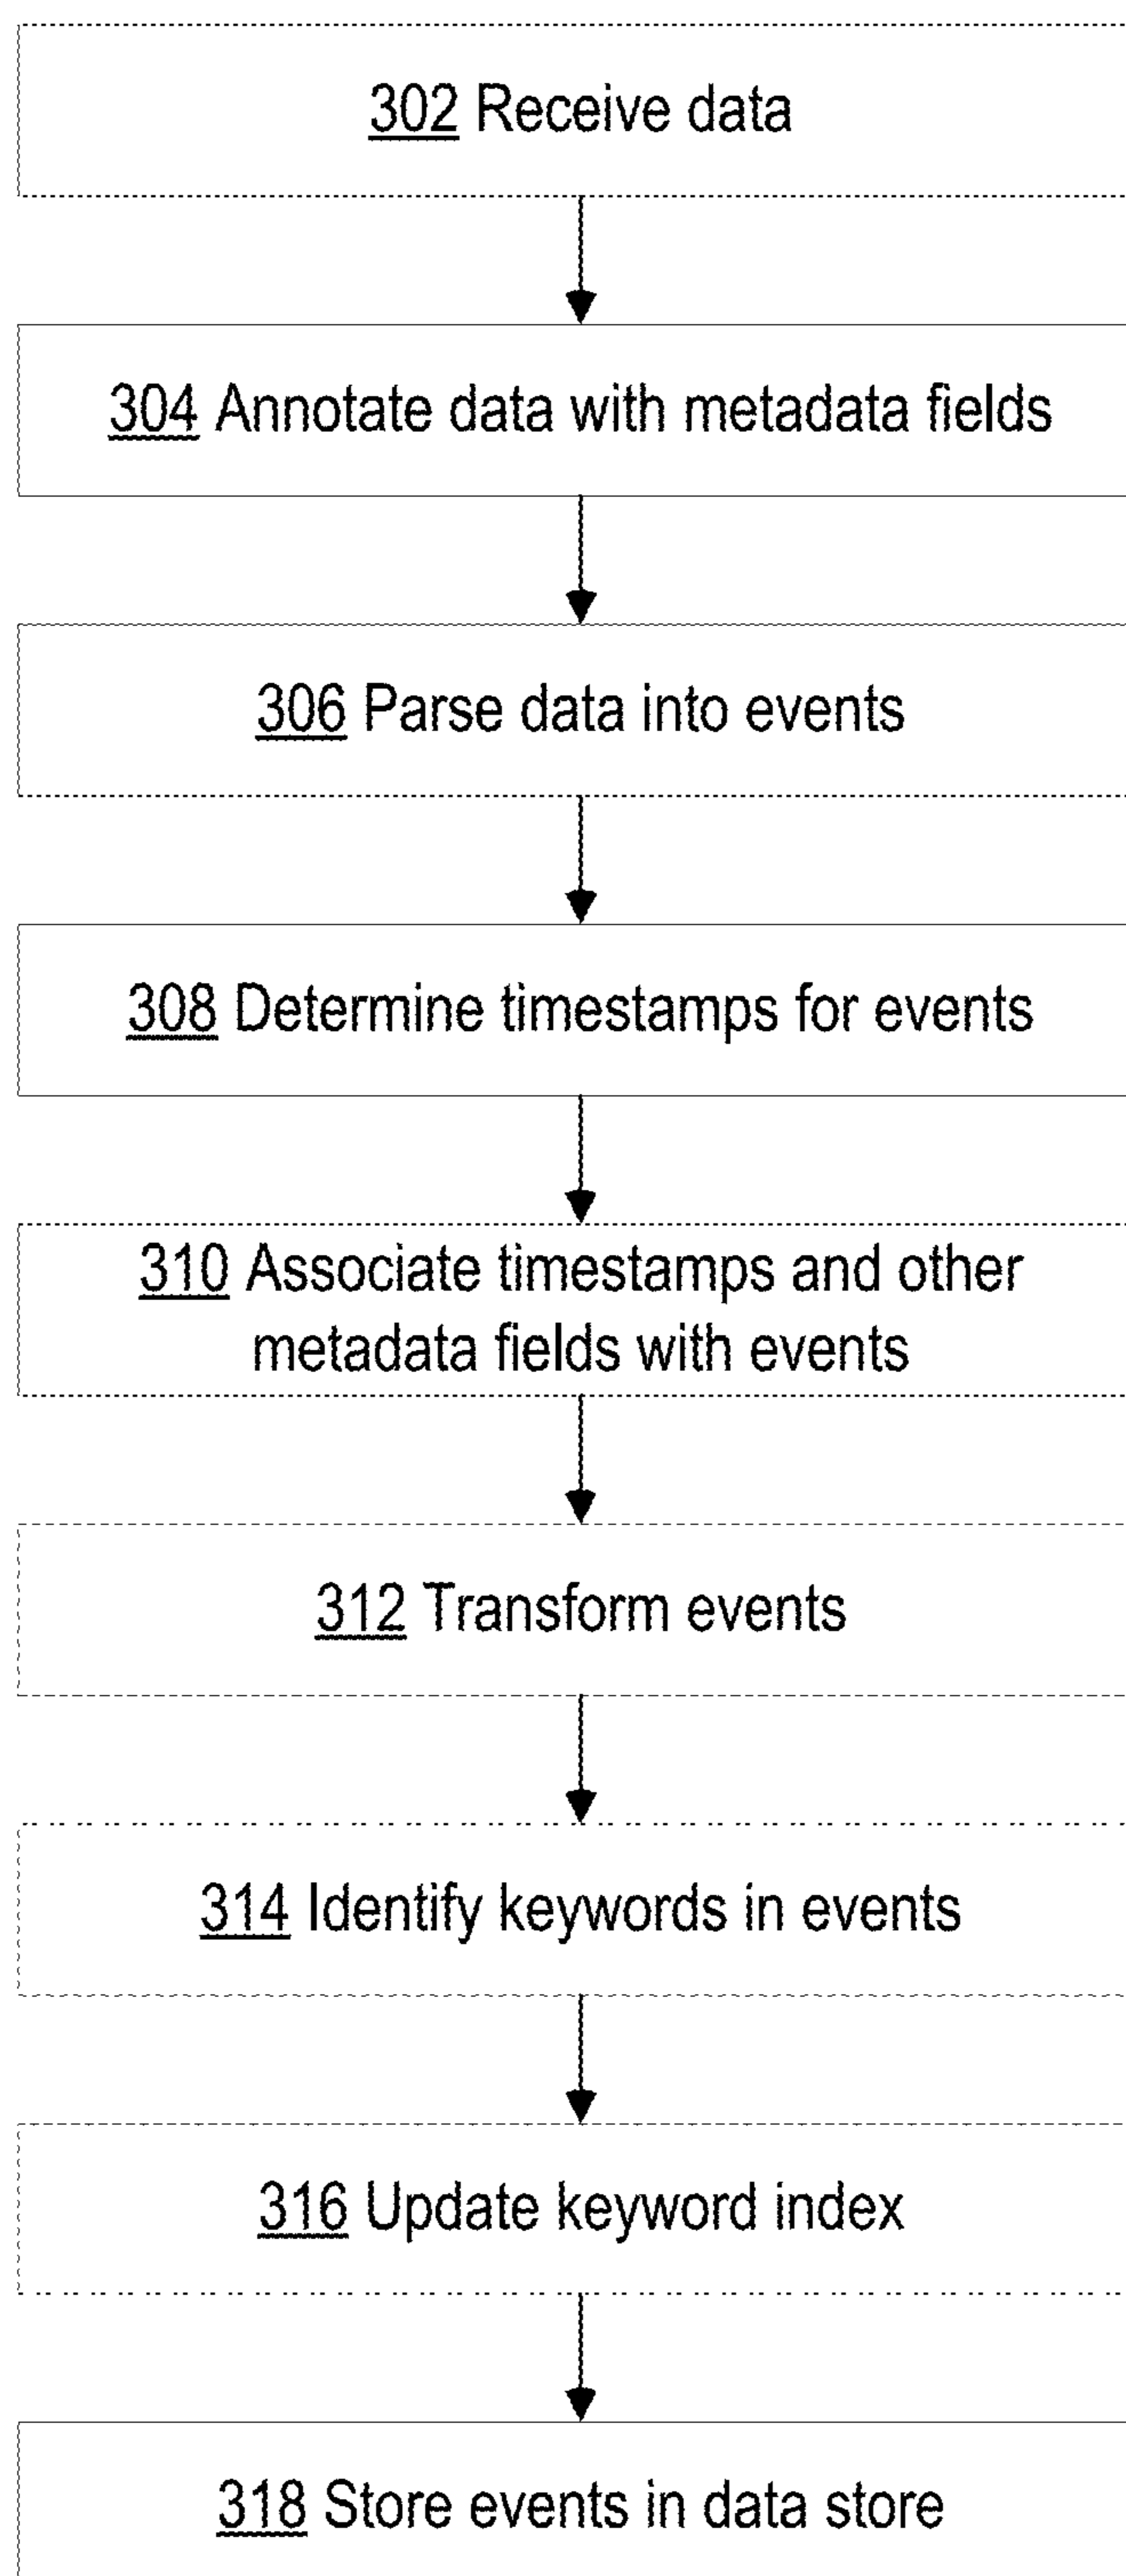 302 Receive data
304 Annotate data with metadata fields
306 Parse data into events
308 Determine timestamps for events
310 Associate timestamps and other
metadata fields with events
312 Transform events
314 Identify keywords in events
316 Update keyword index
318 Store events in data store